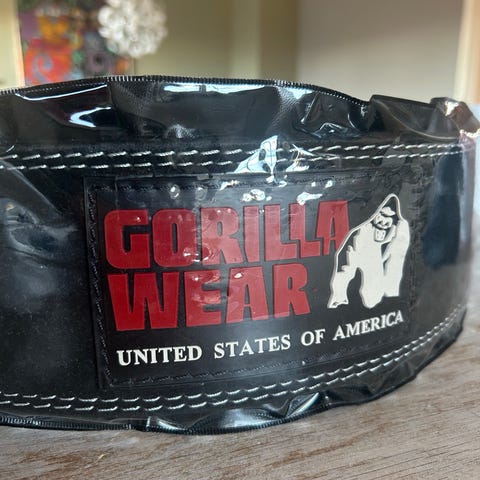 GORILLA
WEAR
UNITED STATES OF AMERICA